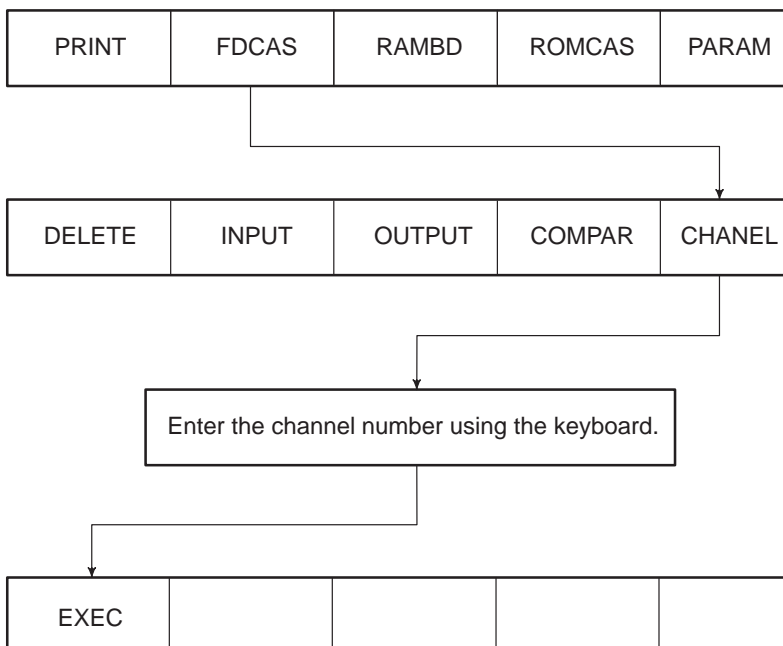 PRINT FDCAS RAMBD ROMCAS PARAM
DELETE INPUT OUTPUT COMPAR CHANEL
Enter the channel number using the keyboard.
EXEC